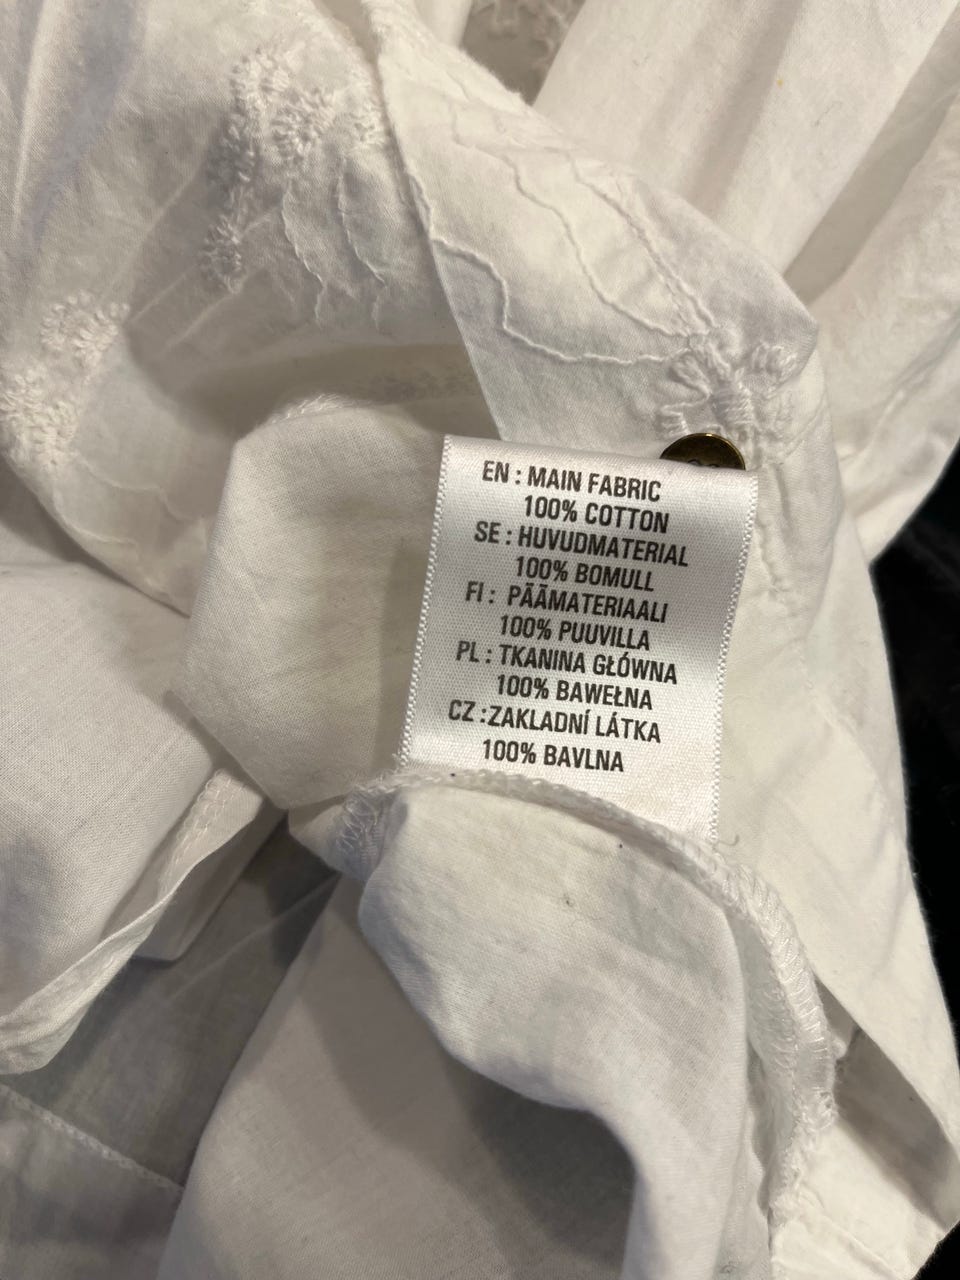 EN : MAIN FABRIC
100% COTTON
SE : HUVUDMATERIAL
100% BOMULL
FI : PÄÄMATERIAALI
100% PUUVILLA
PL : TKANINA GŁÓWNA
100% BAWEŁNA
CZ :ZAKLADNÍ LÁTKA
100% BAVLNA